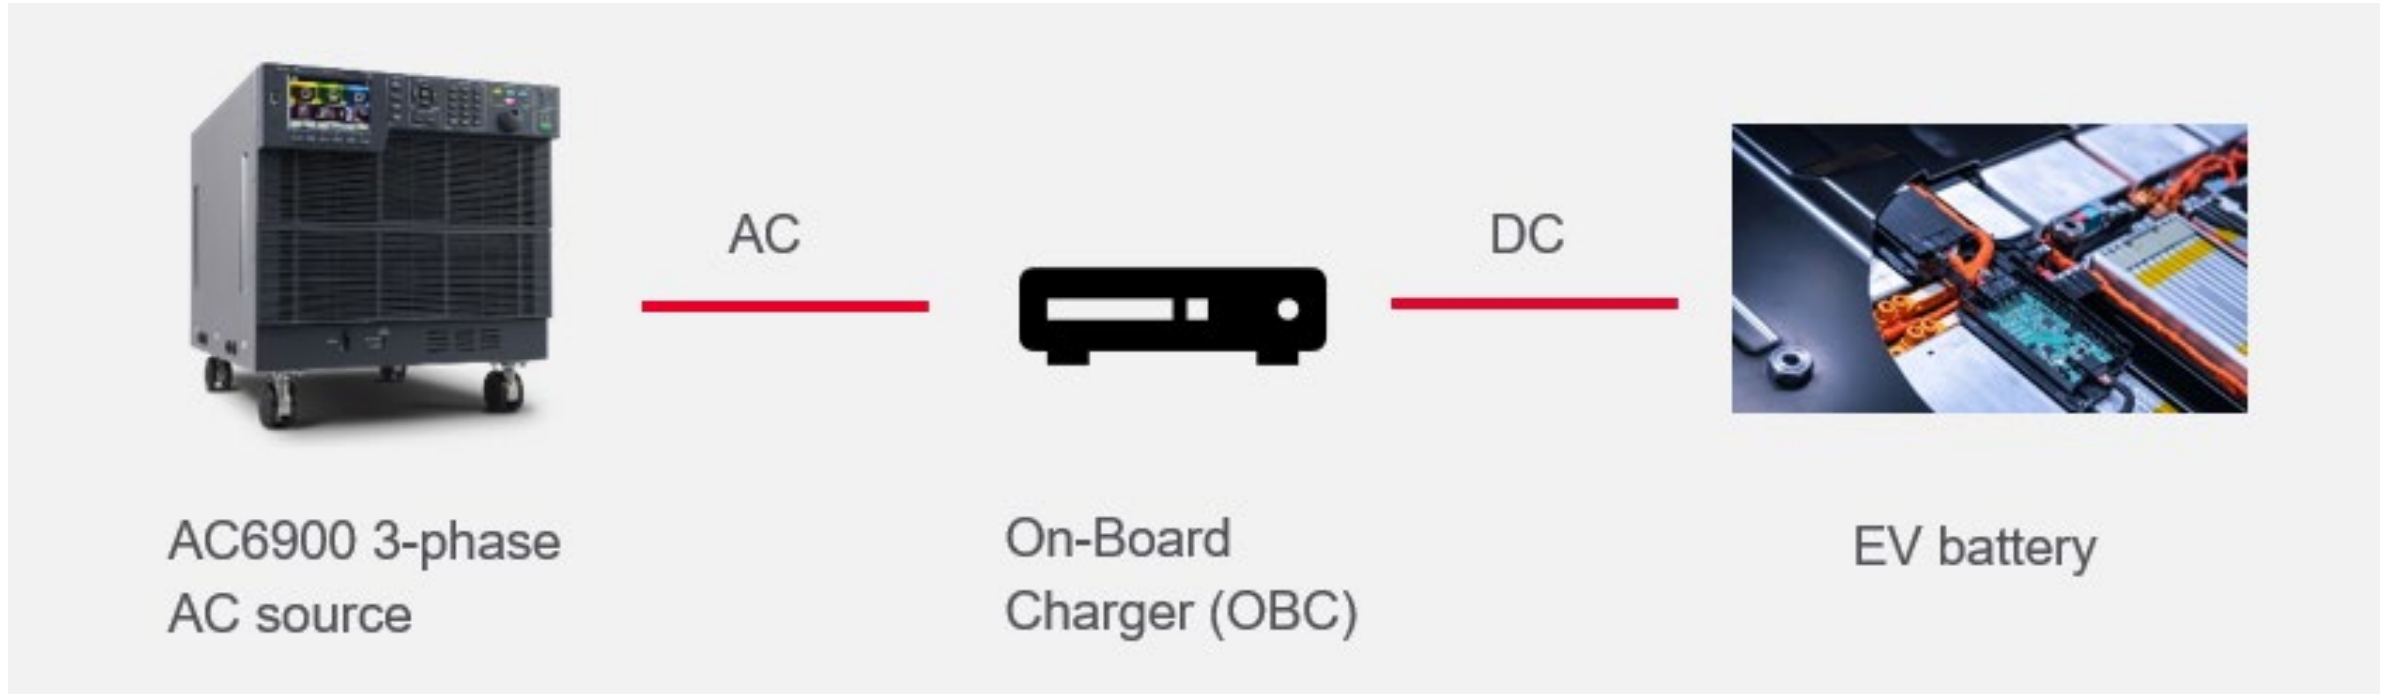 AC
DC
AC6900 3-phase
AC source
On-Board
Charger (OBC)
EV battery